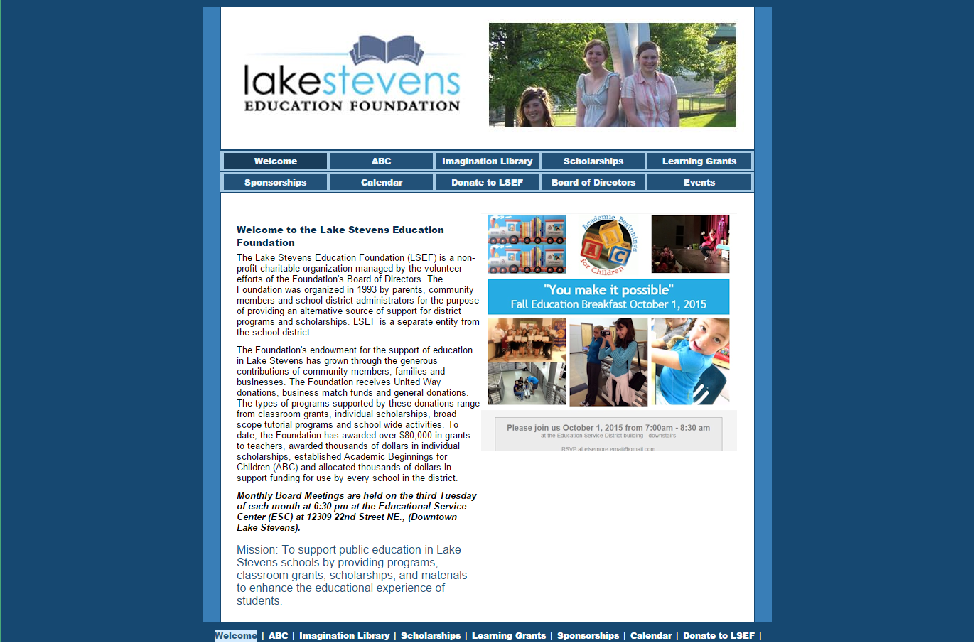 lakestevens
EDUCATION FOUNDATION
Welcome
ABC
Imagination Library
Scholarships
Learning Grants
Sponsorships
Calendar
Donate to LSEF
Board of Directors
Events
Welcome to the Lake Stevens Education
Foundation
The Lake Stevens Education Foundation (LSEF) is a non-
profit charitable organization managed by the volunteer
efforts of the Foundation's Board of Directors. The
Foundation was organized in 1993 by parents, community
members and school district administrators for the purpose
of providing an alternative source of support for district
programs and scholarships. LSEF is a separate entity from
the school district.
The Foundation's endowment for the support of education
in Lake Stevens has grown through the generous
contributions of community members, families and
businesses. The Foundation receives United Way
donations, business match funds and general donations.
The types of programs supported by these donations range
from classroom grants, individual scholarships, broad
scope tutorial programs and school wide activities. To
date, the Foundation has awarded over $80,000 in grants
to teachers, awarded thousands of dollars in individual
scholarships, established Academic Beginnings for
Children (ABC) and allocated thousands of dollars in
support funding for use by every school in the district.
Monthly Board Meetings are held on the third Tuesday
of each month at 6:30 pm at the Educational Service
Center (ESC) at 12309 22nd Street NE., (Downtown
Lake Stevens).
Mission: To support public education in Lake
Stevens schools by providing programs,
classroom grants, scholarships, and materials
to enhance the educational experience of
students.
Academic Beginnings
for Children
"You make it possible"
Fall Education Breakfast October 1, 2015
Please join us October 1, 2015 from 7:00am - 8:30 am
at the Education Service District Building
Welcome | ABC | Imagination Library | Scholarships | Learning Grants | Sponsorships | Calendar | Donate to LSEF |